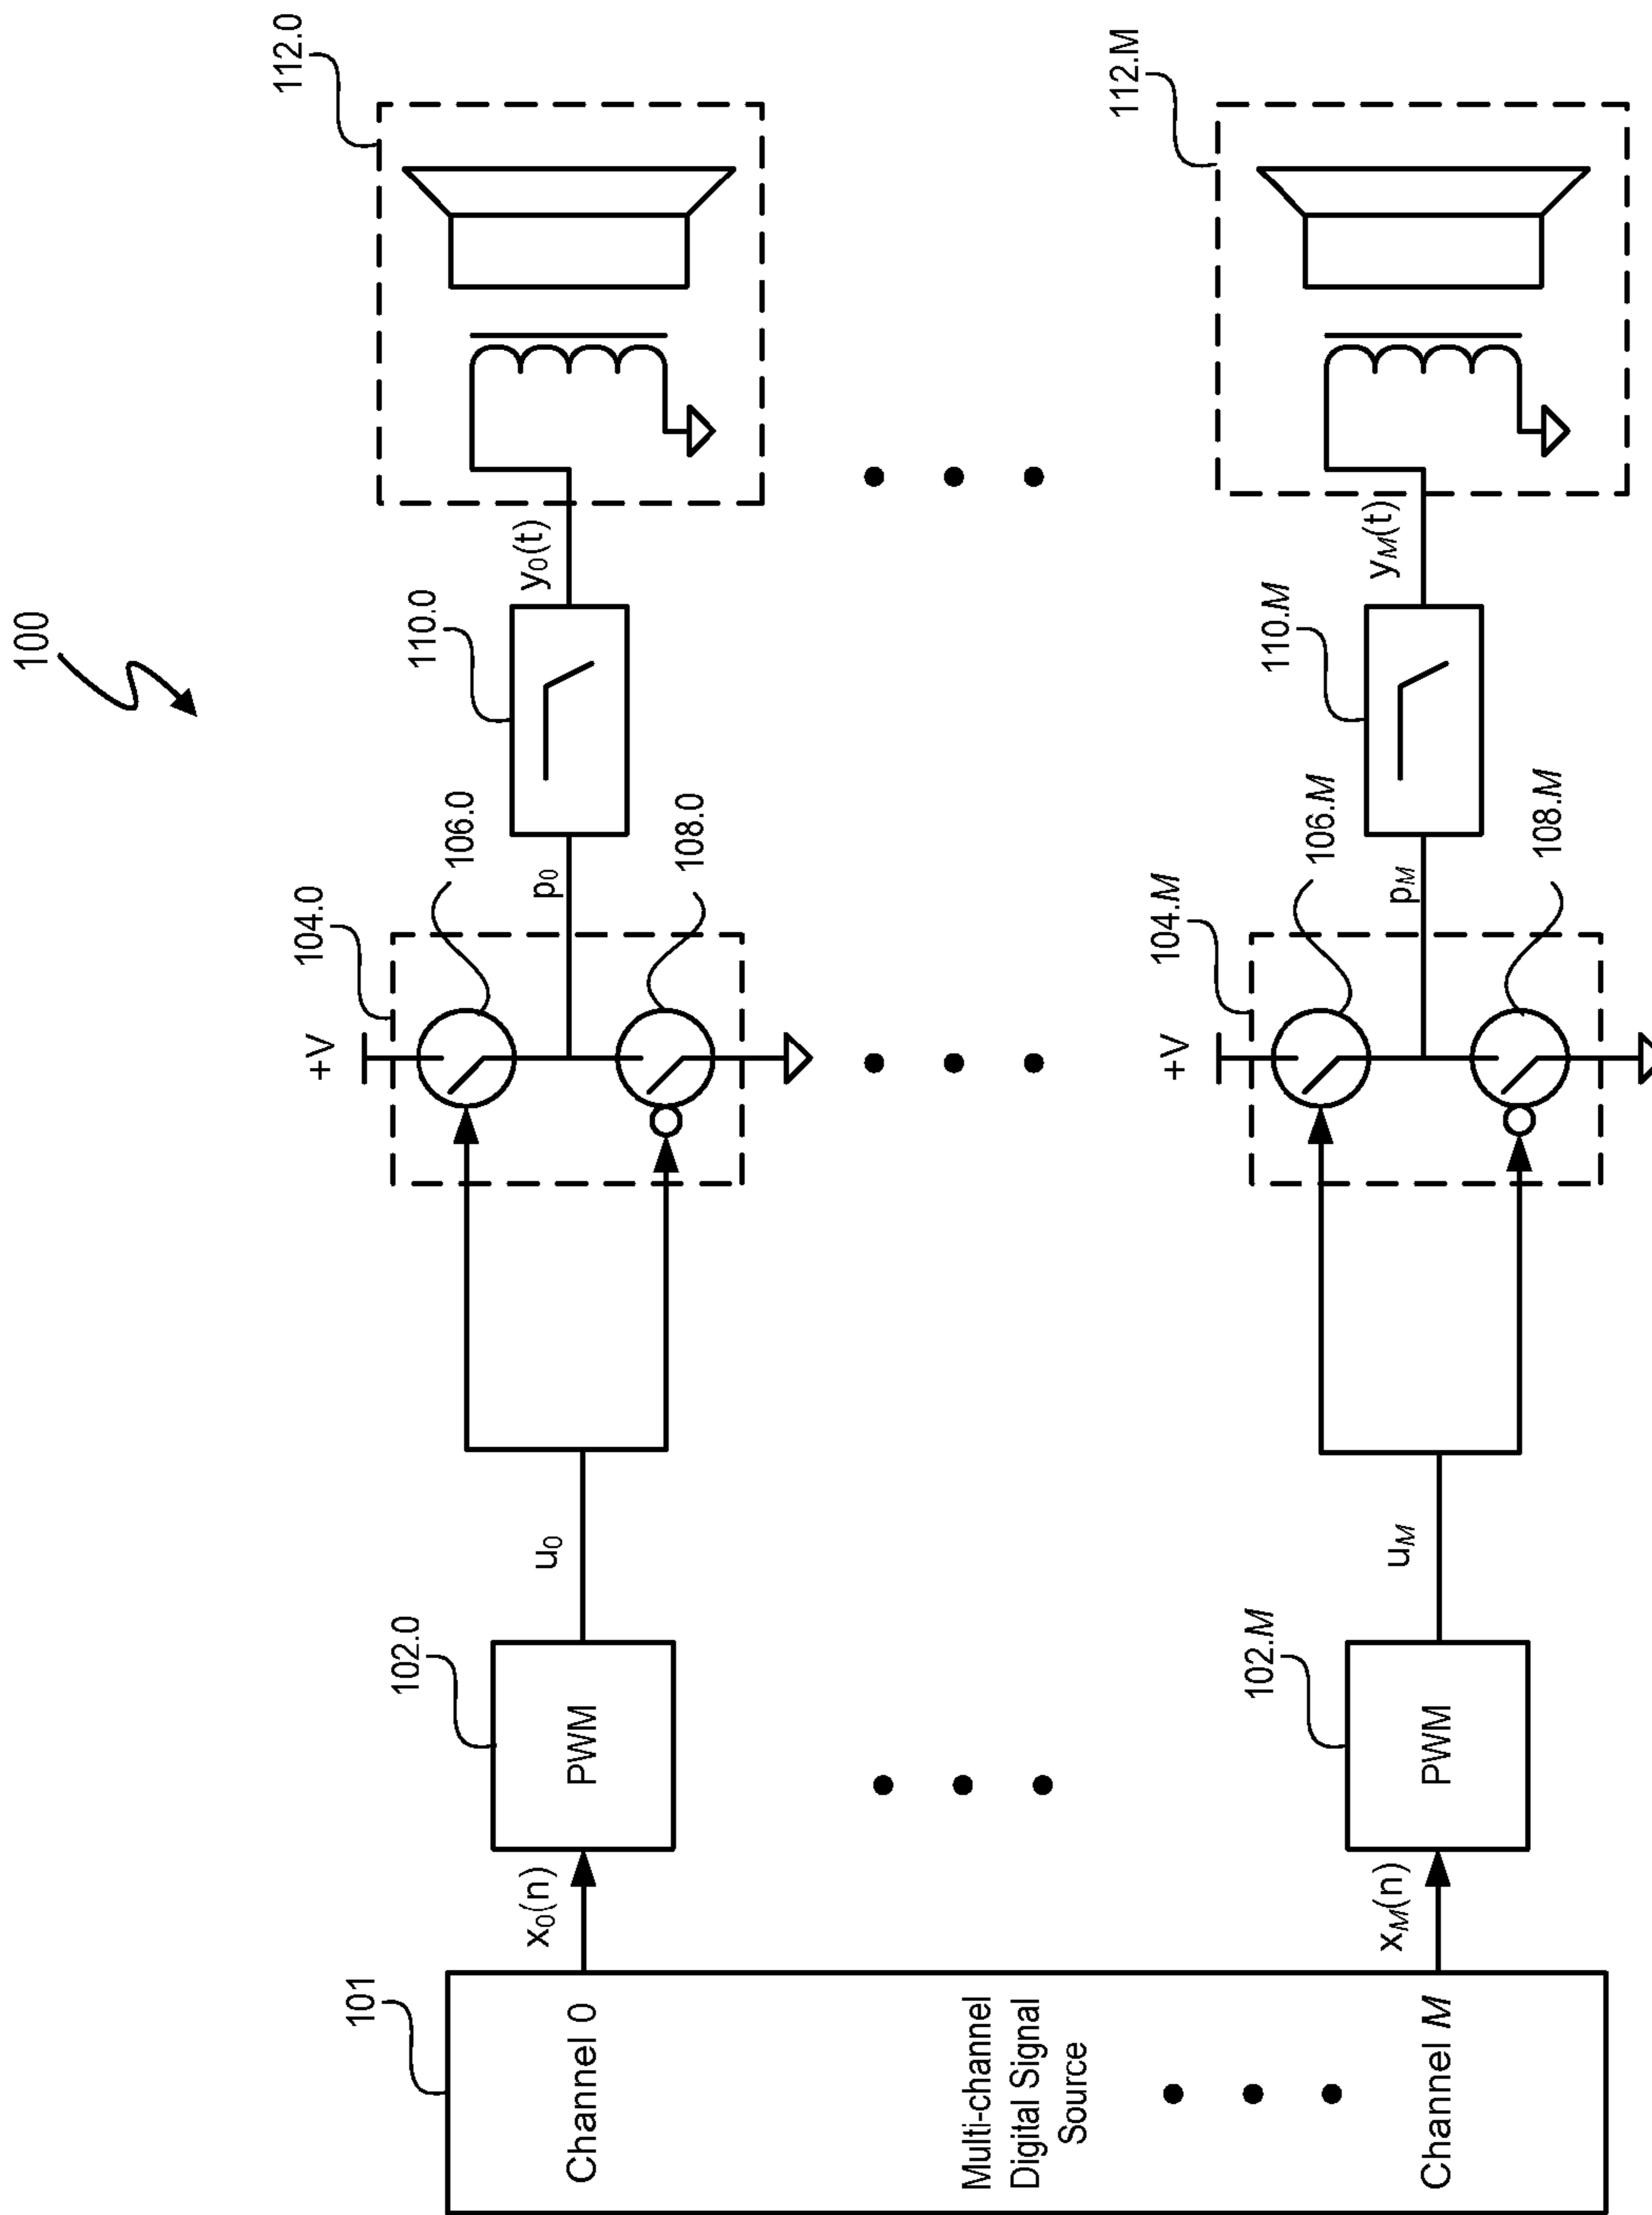 100
101
Channel 0
Multi-channel
Digital Signal
Source
Channel M
x0(n)
102.0
PWM
u0
104.0
+V
106.0
108.0
p0
110.0
y0(t)
112.0
xM(n)
102.M
PWM
uM
104.M
+V
106.M
108.M
pM
110.M
yM(t)
112.M